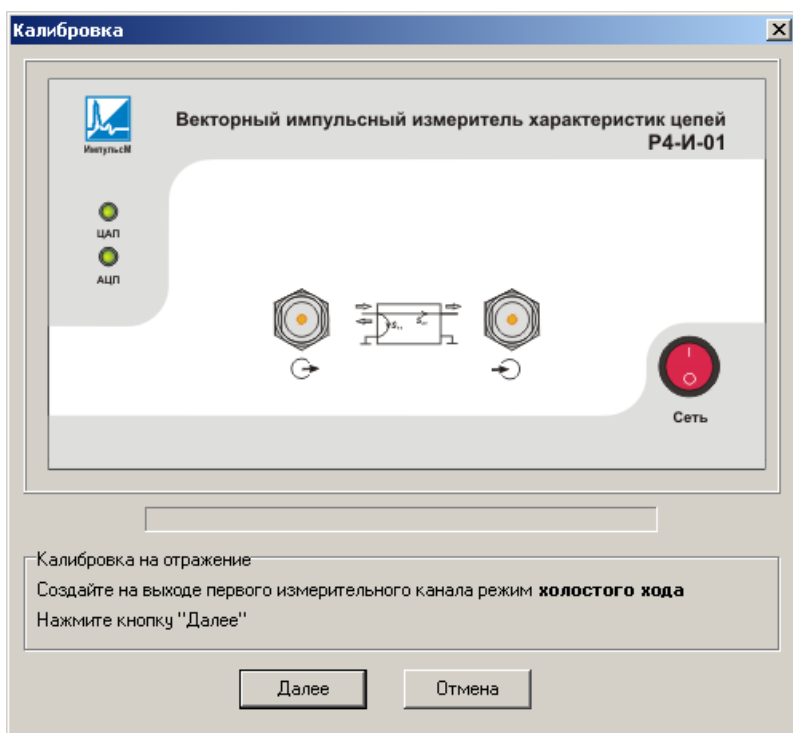 Калибровка
Векторный импульсный измеритель характеристик цепей
Р4-И-01
ИмпульсМ
ЦАП
АЦП
Сеть
Калибровка на отражение
Создайте на выходе первого измерительного канала режим холостого хода
Нажмите кнопку "Далее"
Далее
Отмена